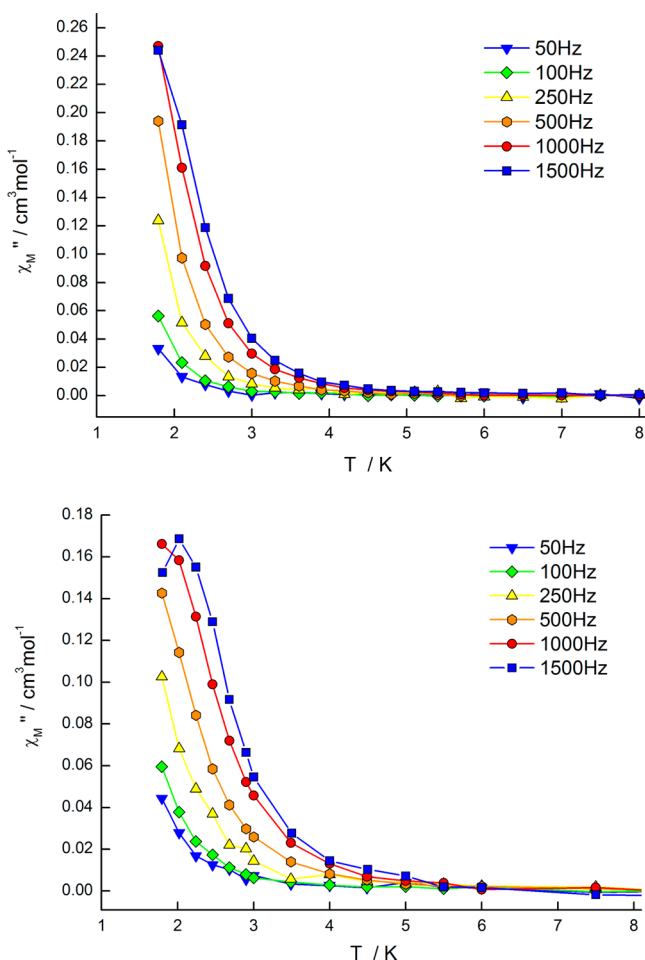 0.26
0.24
0.22
0.20
0.18
0.16
0.14
0.12
0.10
0.08
0.06
0.04
0.02
0.00
χM'' / cm³mol⁻¹
50Hz
100Hz
250Hz
500Hz
1000Hz
1500Hz
1 2 3 4 5 6 7 8
T / K
0.18
0.16
0.14
0.12
0.10
0.08
0.06
0.04
0.02
0.00
χM'' / cm³mol⁻¹
50Hz
100Hz
250Hz
500Hz
1000Hz
1500Hz
1 2 3 4 5 6 7 8
T / K